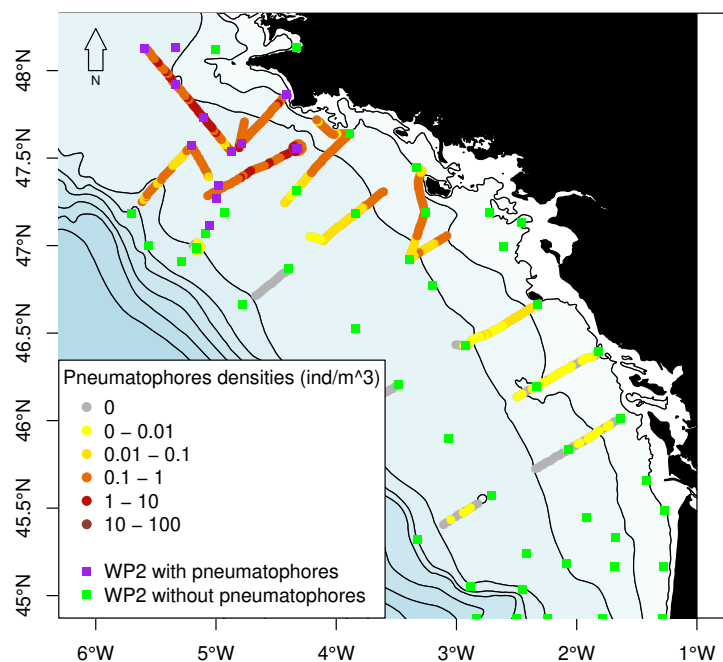 48°N
47.5°N
47°N
46.5°N
46°N
45.5°N
45°N
N
Pneumatophores densities (ind/m^3)
0
0 − 0.01
0.01 − 0.1
0.1 − 1
1 − 10
10 − 100
WP2 with pneumatophores
WP2 without pneumatophores
6°W
5°W
4°W
3°W
2°W
1°W